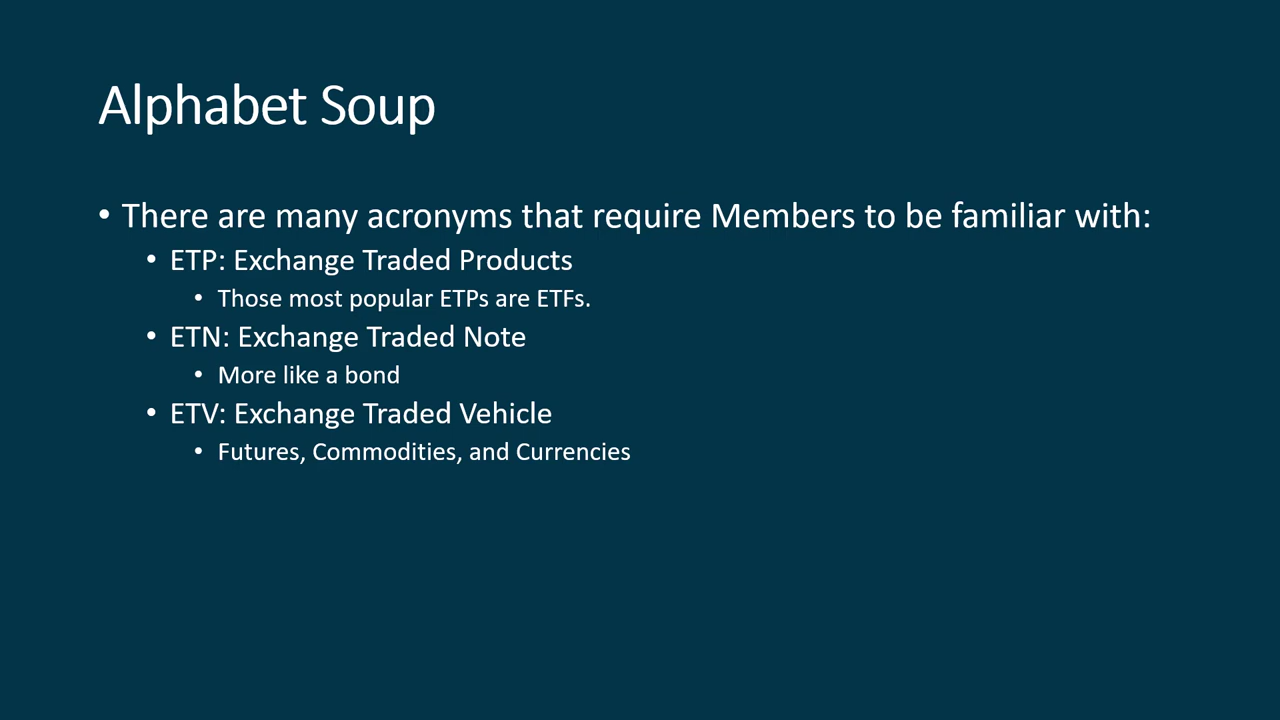 Alphabet Soup
• There are many acronyms that require Members to be familiar with:
• ETP: Exchange Traded Products
• Those most popular ETPs are ETFs.
• ETN: Exchange Traded Note
• More like a bond
• ETV: Exchange Traded Vehicle
• Futures, Commodities, and Currencies